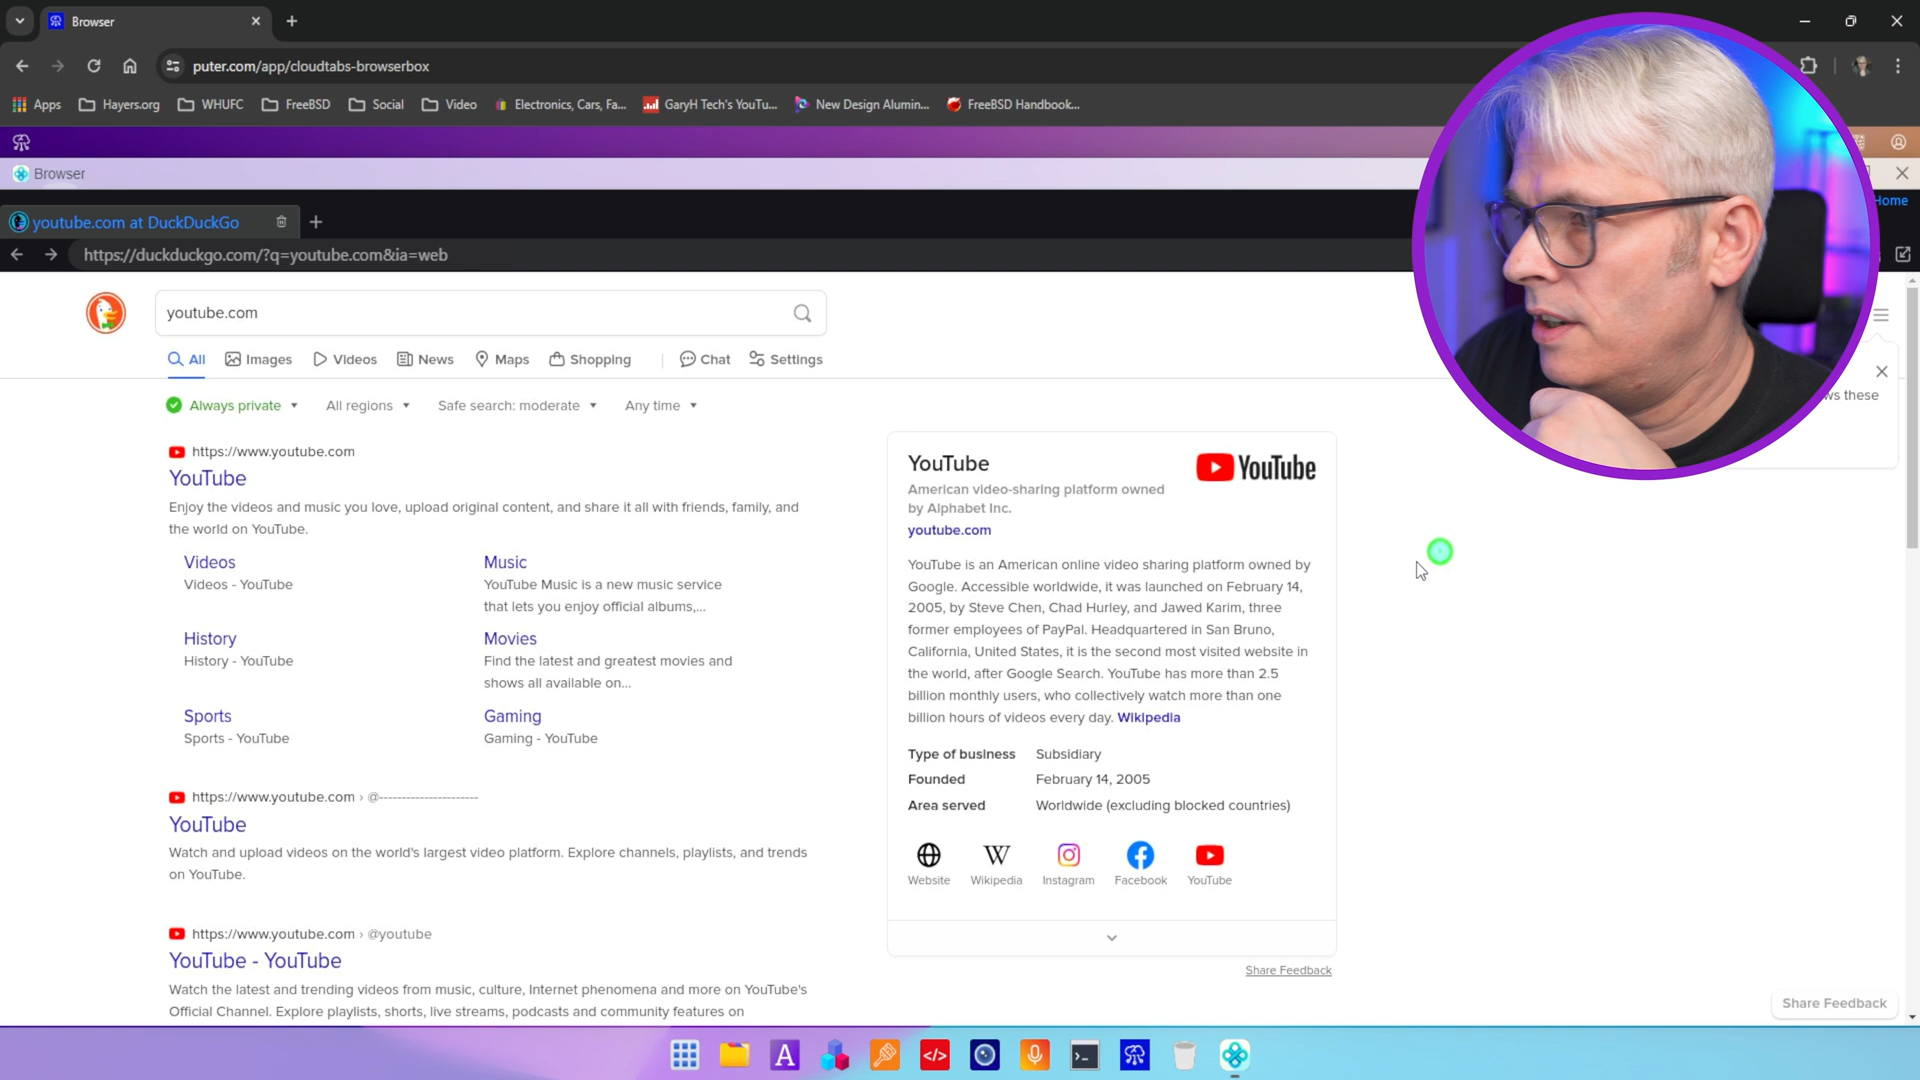 Browser
puter.com/app/cloudtabs-browserbox
Apps
Hayers.org
WHUFC
FreeBSD
Social
Video
Electronics, Cars, Fa...
GaryH Tech's YouTu...
New Design Alumin...
FreeBSD Handbook...
Browser
youtube.com at DuckDuckGo
Home
https://duckduckgo.com/?q=youtube.com&ia=web
youtube.com
All
Images
Videos
News
Maps
Shopping
Chat
Settings
Always private
All regions
Safe search: moderate
Any time
these
https://www.youtube.com
YouTube
Enjoy the videos and music you love, upload original content, and share it all with friends, family, and
the world on YouTube.
Videos
Videos - YouTube
Music
YouTube Music is a new music service
that lets you enjoy official albums,...
History
History - YouTube
Movies
Find the latest and greatest movies and
shows all available on...
Sports
Sports - YouTube
Gaming
Gaming - YouTube
https://www.youtube.com › @----------------------
YouTube
Watch and upload videos on the world's largest video platform. Explore channels, playlists, and trends
on YouTube.
https://www.youtube.com › @youtube
YouTube - YouTube
Watch the latest and trending videos from music, culture, Internet phenomena and more on YouTube's
Official Channel. Explore playlists, shorts, live streams, podcasts and community features on
YouTube
YouTube
American video-sharing platform owned
by Alphabet Inc.
youtube.com
YouTube is an American online video sharing platform owned by
Google. Accessible worldwide, it was launched on February 14,
2005, by Steve Chen, Chad Hurley, and Jawed Karim, three
former employees of PayPal. Headquartered in San Bruno,
California, United States, it is the second most visited website in
the world, after Google Search. YouTube has more than 2.5
billion monthly users, who collectively watch more than one
billion hours of videos every day. Wikipedia
Type of business Subsidiary
Founded February 14, 2005
Area served Worldwide (excluding blocked countries)
Website
Wikipedia
Instagram
Facebook
YouTube
Share Feedback
Share Feedback